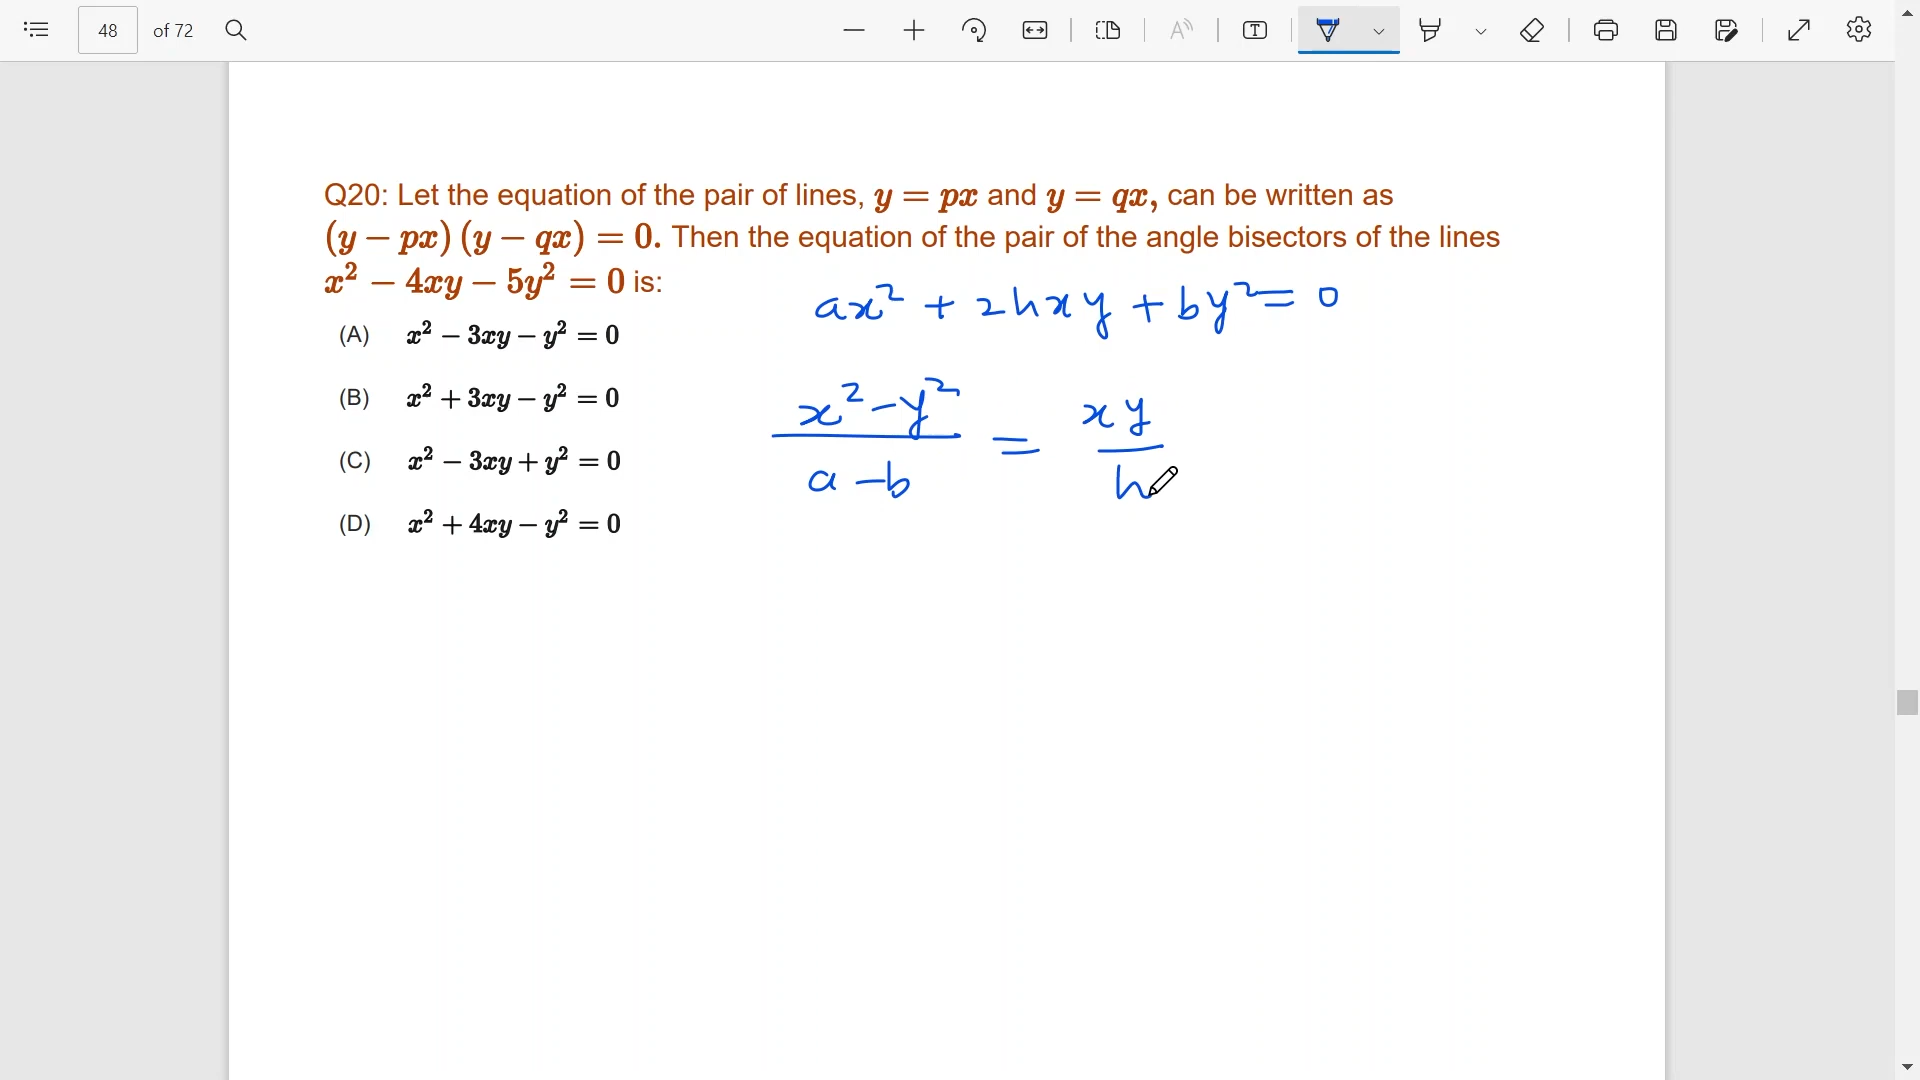 48 of 72
Q20: Let the equation of the pair of lines, y = px and y = qx, can be written as
(y − px) (y − qx) = 0. Then the equation of the pair of the angle bisectors of the lines
x² − 4xy − 5y² = 0 is:
ax² + 2hxy + by² = 0
(A) x² − 3xy − y² = 0
(B) x² + 3xy − y² = 0
(C) x² − 3xy + y² = 0
(D) x² + 4xy − y² = 0
x² − y² / a − b = xy / h